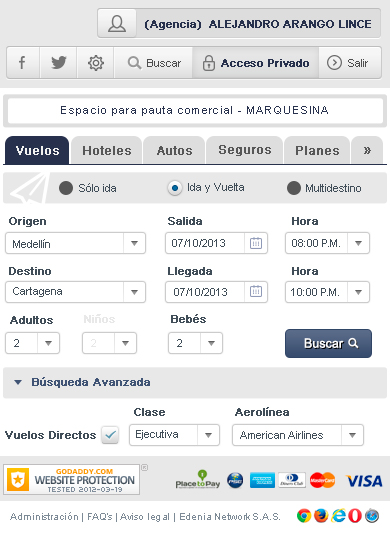 (Agencia) ALEJANDRO ARANGO LINCE
Buscar Acceso Privado Salir
Espacio para pauta comercial - MARQUESINA
Vuelos Hoteles Autos Seguros Planes »
Sólo ida Ida y Vuelta Multidestino
Origen Salida Hora
Medellín 07/10/2013 08:00 P.M.
Destino Llegada Hora
Cartagena 07/10/2013 10:00 P.M.
Adultos Niños Bebés
2 2 2 Buscar
Búsqueda Avanzada
Clase Aerolínea
Vuelos Directos Ejecutiva American Airlines
GODADDY.COM
WEBSITE PROTECTION
TESTED 2012-03-19
PlacetoPay Diners Club MasterCard VISA
Administración | FAQ's | Aviso legal | Edenia Network S.A.S.